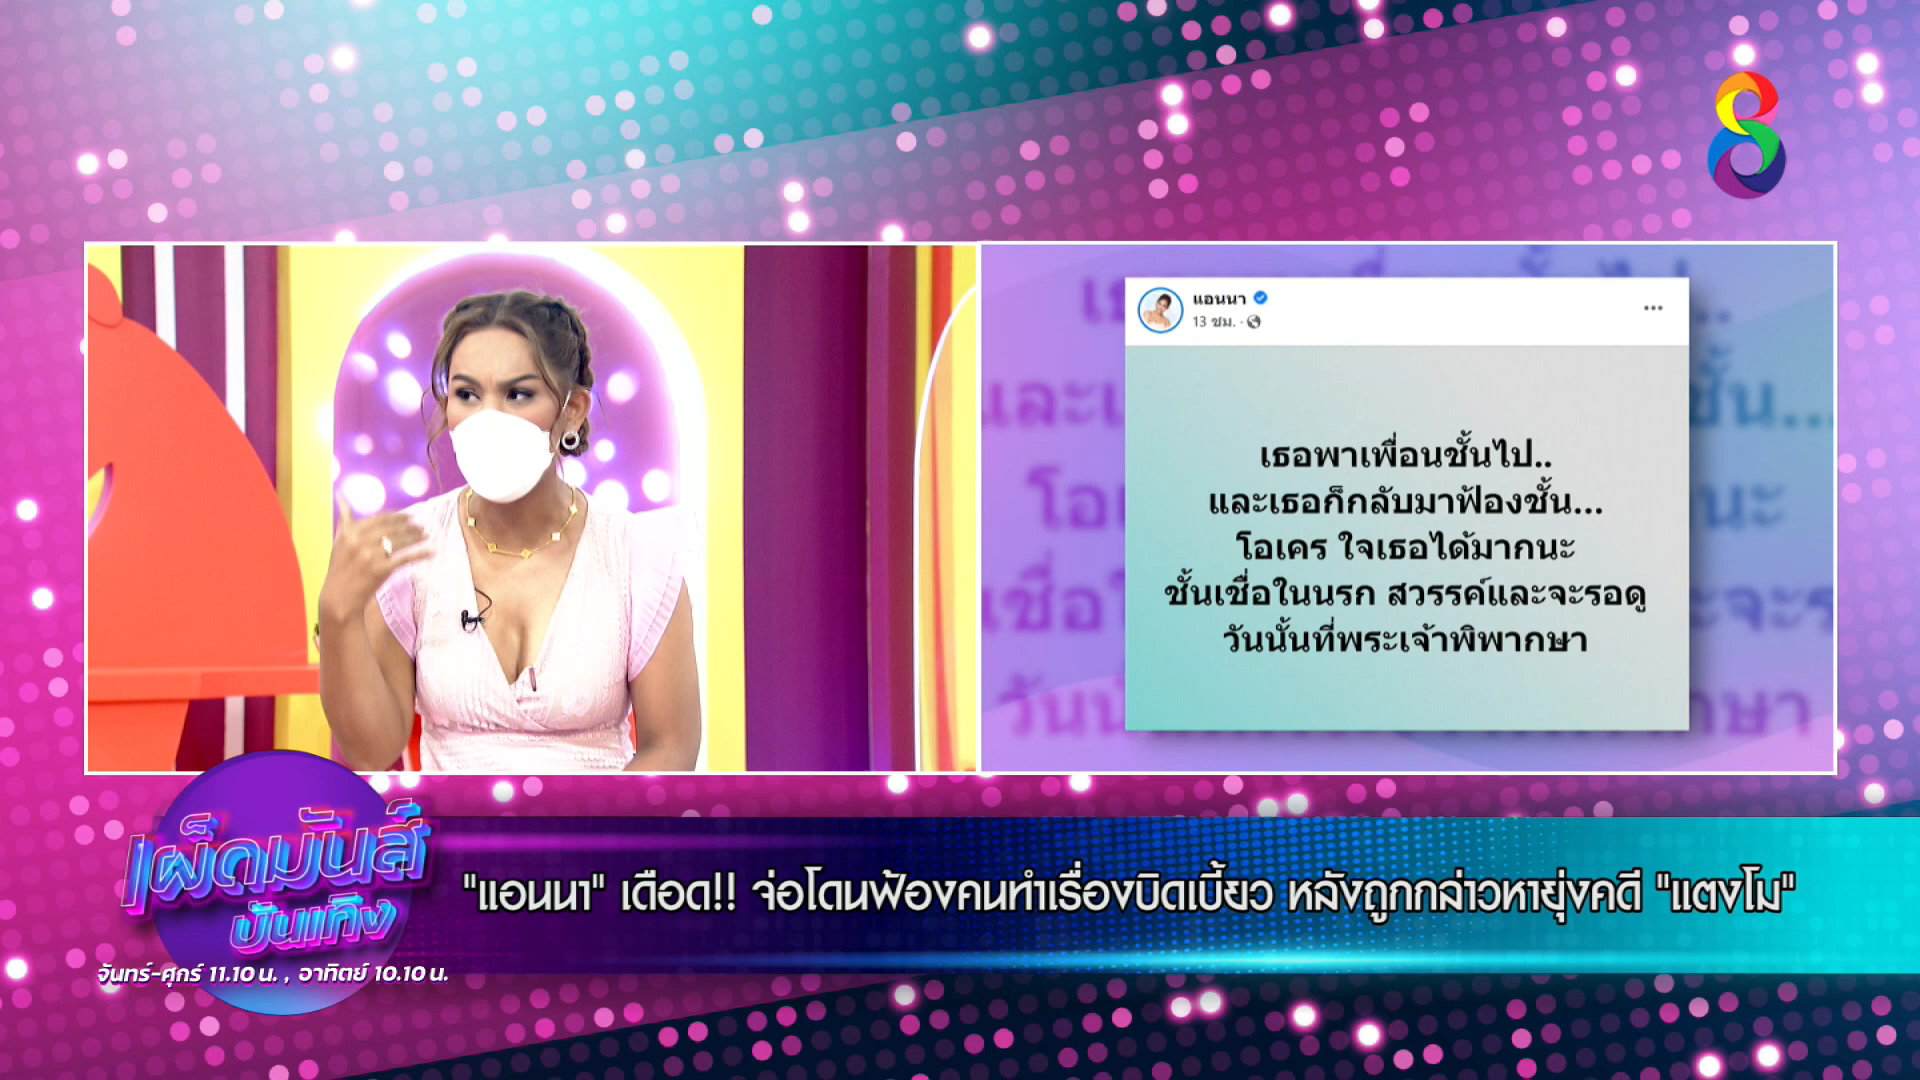 8
แอนนา
13 ชม. ·
เธอพาเพื่อนชั้นไป..
และเธอก็กลับมาฟ้องชั้น...
โอเคร ใจเธอได้มากนะ
ชั้นเชื่อในนรก สวรรค์และจะรอดู
วันนั้นที่พระเจ้าพิพากษา
เผ็ดมันส์
บันเทิง
จันทร์-ศุกร์ 11.10 น. , อาทิตย์ 10.10 น.
"แอนนา" เดือด!! จ่อโดนฟ้องคนทำเรื่องบิดเบี้ยว หลังถูกกล่าวหายุ่งคดี "แตงโม"